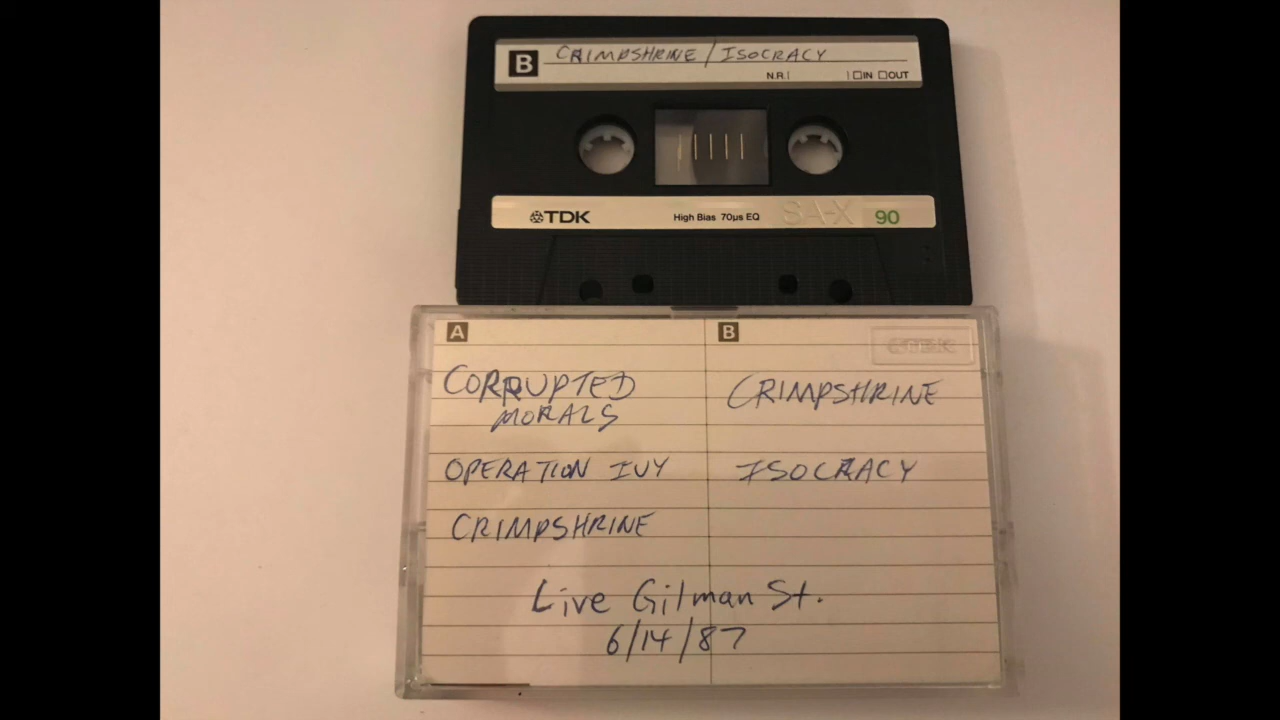 B CRIMPSHRINE / ISOCRACY
N.R. IN OUT
TDK High Bias 70µs EQ SA-X 90
A B
TDK
CORRUPTED
MORALS
CRIMPSHRINE
OPERATION IVY
ISOCRACY
CRIMPSHRINE
Live Gilman St.
6/14/87